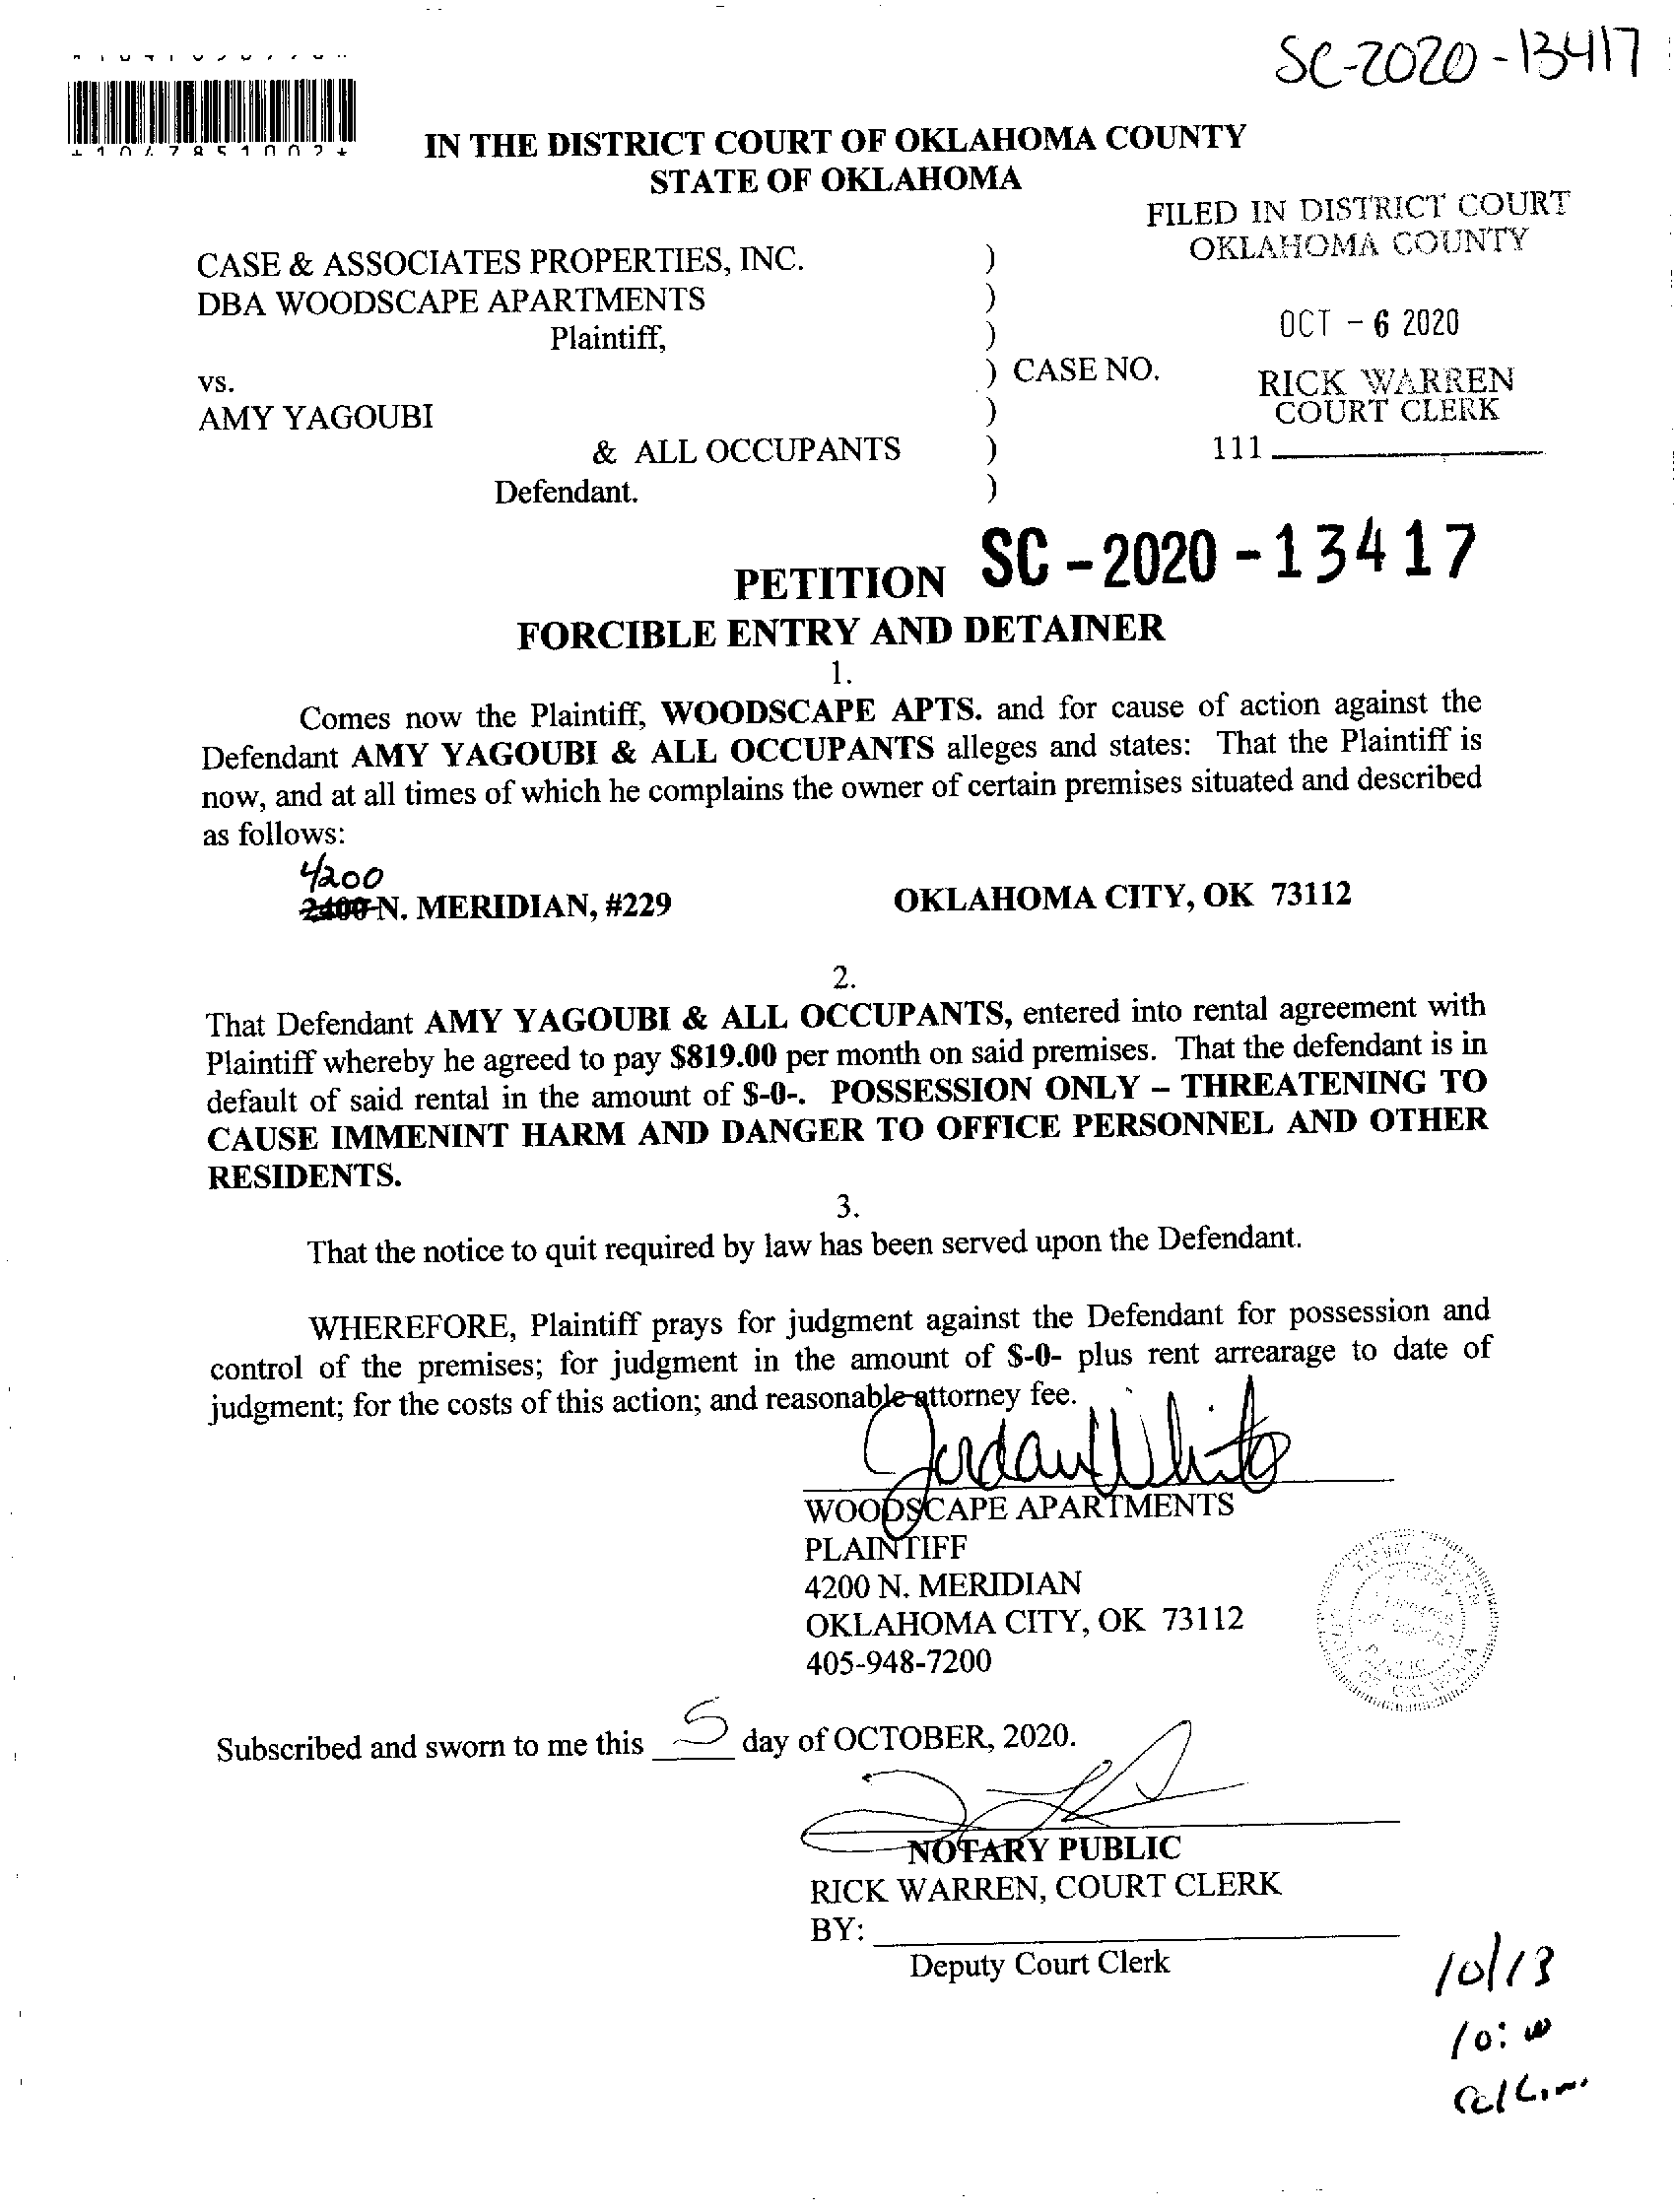 SC-2020-13417
IN THE DISTRICT COURT OF OKLAHOMA COUNTY
STATE OF OKLAHOMA
FILED IN DISTRICT COURT
OKLAHOMA COUNTY
CASE & ASSOCIATES PROPERTIES, INC. )
DBA WOODSCAPE APARTMENTS )
OCT - 6 2020
Plaintiff, )
vs. ) CASE NO.
RICK WARREN
COURT CLERK
AMY YAGOUBI )
& ALL OCCUPANTS )
111
Defendant. )
PETITION SC-2020-13417
FORCIBLE ENTRY AND DETAINER
1.
Comes now the Plaintiff, WOODSCAPE APTS. and for cause of action against the
Defendant AMY YAGOUBI & ALL OCCUPANTS alleges and states: That the Plaintiff is
now, and at all times of which he complains the owner of certain premises situated and described
as follows:
4200
2400 N. MERIDIAN, #229 OKLAHOMA CITY, OK 73112
2.
That Defendant AMY YAGOUBI & ALL OCCUPANTS, entered into rental agreement with
Plaintiff whereby he agreed to pay $819.00 per month on said premises. That the defendant is in
default of said rental in the amount of $-0-. POSSESSION ONLY – THREATENING TO
CAUSE IMMENINT HARM AND DANGER TO OFFICE PERSONNEL AND OTHER
RESIDENTS.
3.
That the notice to quit required by law has been served upon the Defendant.
WHEREFORE, Plaintiff prays for judgment against the Defendant for possession and
control of the premises; for judgment in the amount of $-0- plus rent arrearage to date of
judgment; for the costs of this action; and reasonable attorney fee.
Jordan White
WOODSCAPE APARTMENTS
PLAINTIFF
4200 N. MERIDIAN
OKLAHOMA CITY, OK 73112
405-948-7200
Subscribed and sworn to me this 5 day of OCTOBER, 2020.
NOTARY PUBLIC
RICK WARREN, COURT CLERK
BY:
Deputy Court Clerk
10/13
10:00